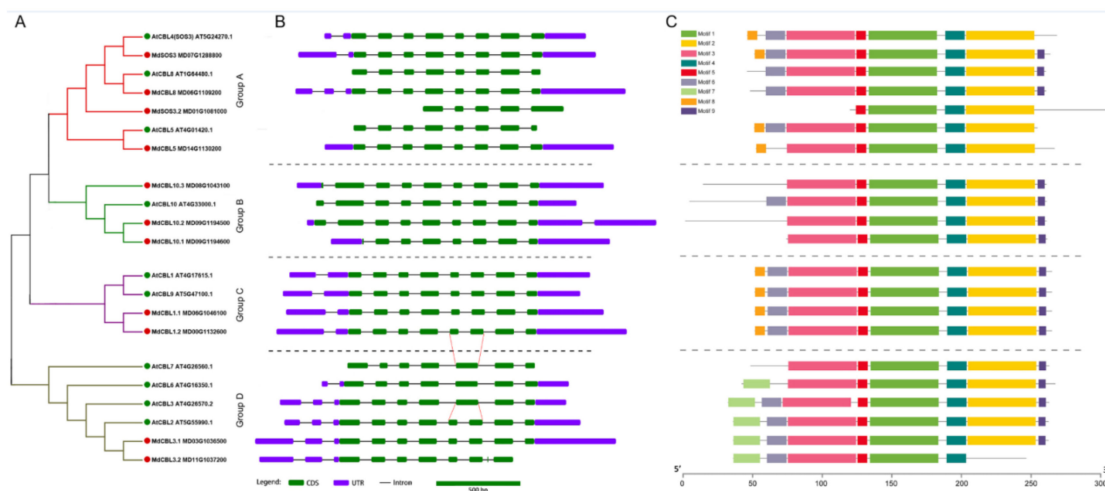 A
B
C
AtCBL4(SOS3) AT5G24270.1
MdSOS3 MD07G1288800
AtCBL8 AT1G64480.1
MdCBL8 MD06G1109200
MdSOS3.2 MD01G1081000
AtCBL5 AT4G01420.1
MdCBL5 MD14G1130200
Group A
MdCBL10.3 MD08G1043100
AtCBL10 AT4G33000.1
MdCBL10.2 MD09G1194500
MdCBL10.1 MD09G1194600
Group B
AtCBL1 AT4G17615.1
AtCBL9 AT5G47100.1
MdCBL1.1 MD06G1046100
MdCBL1.2 MD00G1132600
Group C
AtCBL7 AT4G26560.1
AtCBL6 AT4G16350.1
AtCBL3 AT4G26570.2
AtCBL2 AT5G55990.1
MdCBL3.1 MD03G1036500
MdCBL3.2 MD11G1037200
Group D
Legend: CDS UTR Intron
500 bp
Motif 1
Motif 2
Motif 3
Motif 4
Motif 5
Motif 6
Motif 7
Motif 8
Motif 9
5'
0 50 100 150 200 250 300